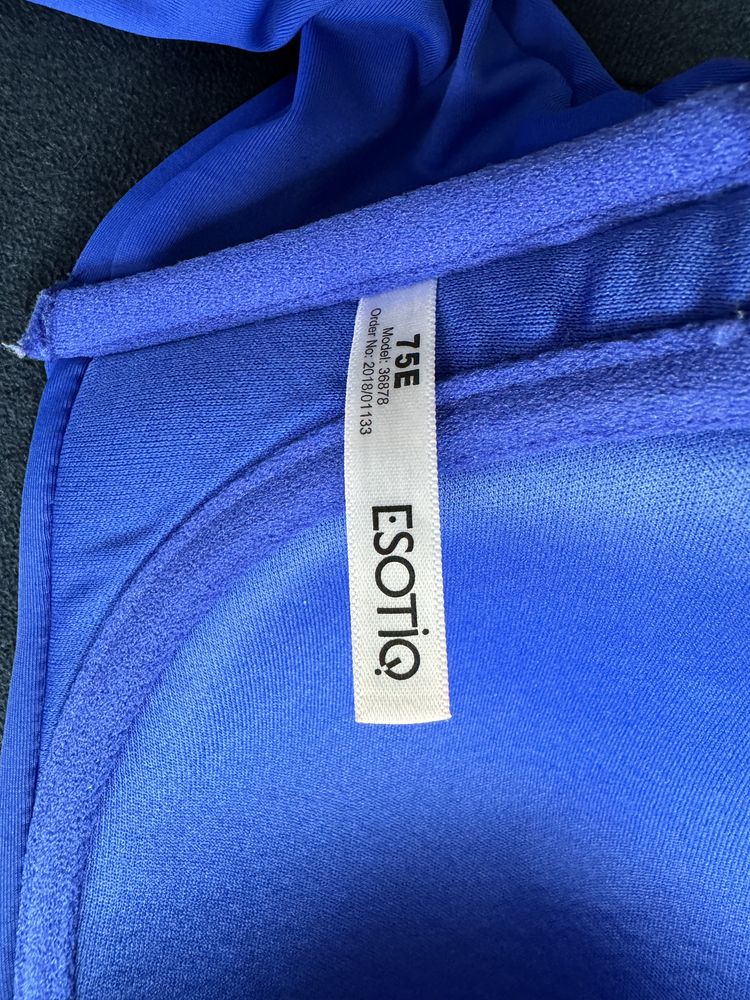 75E
Model: 36878
Order No: 2018/01133
ESOTiQ